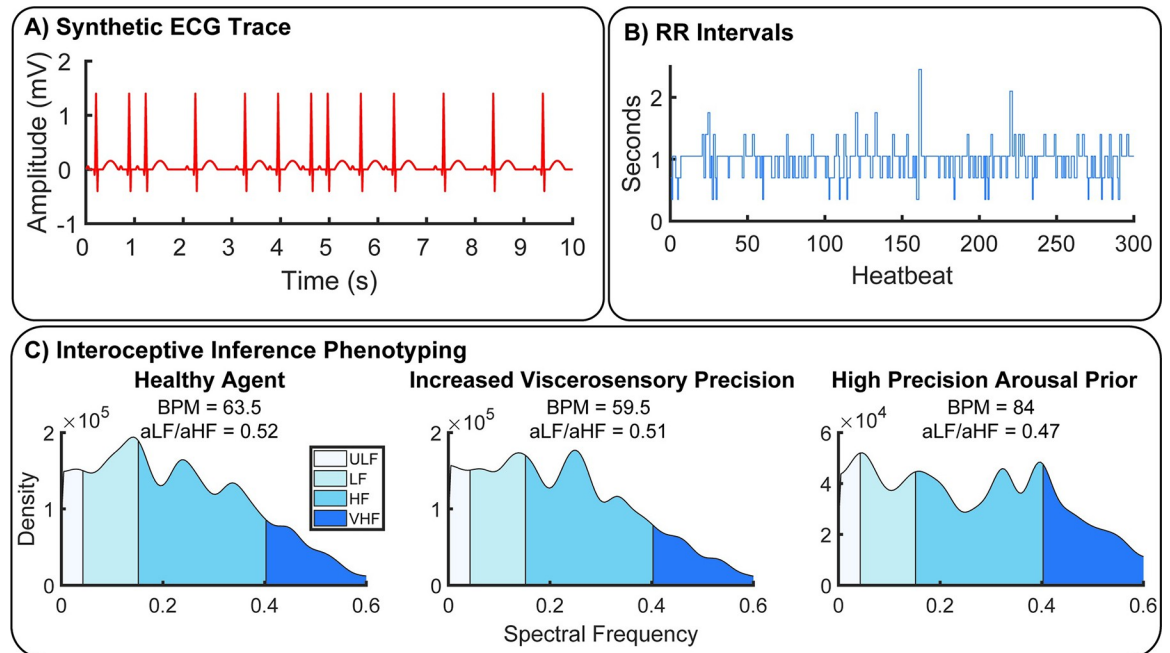 A) Synthetic ECG Trace
Amplitude (mV)
2
1
0
-1
0 1 2 3 4 5 6 7 8 9 10
Time (s)
B) RR Intervals
Seconds
2
1
0
0 50 100 150 200 250 300
Heatbeat
C) Interoceptive Inference Phenotyping
Healthy Agent
BPM = 63.5
aLF/aHF = 0.52
×10⁵
2
1
0
Density
0 0.2 0.4 0.6
ULF
LF
HF
VHF
Increased Viscerosensory Precision
BPM = 59.5
aLF/aHF = 0.51
×10⁵
2
1
0
0 0.2 0.4 0.6
Spectral Frequency
High Precision Arousal Prior
BPM = 84
aLF/aHF = 0.47
×10⁴
6
4
2
0
0 0.2 0.4 0.6